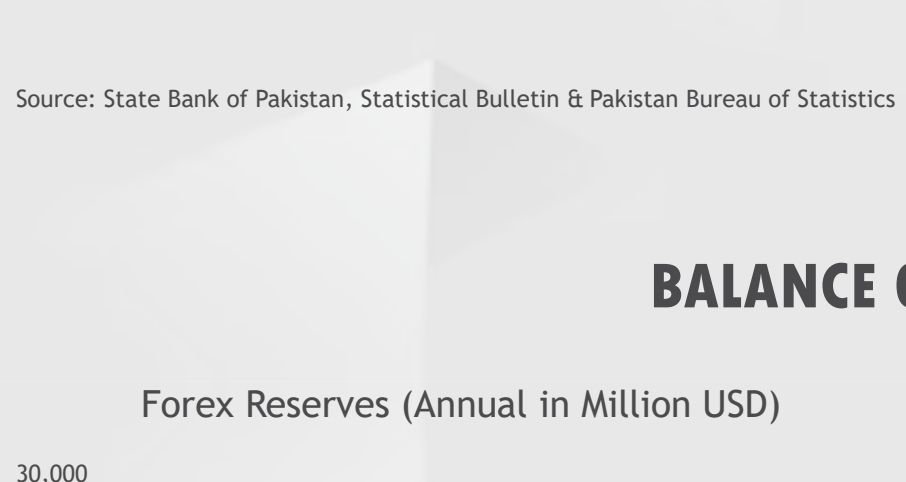 Source: State Bank of Pakistan, Statistical Bulletin & Pakistan Bureau of Statistics
BALANCE
Forex Reserves (Annual in Million USD)
30,000